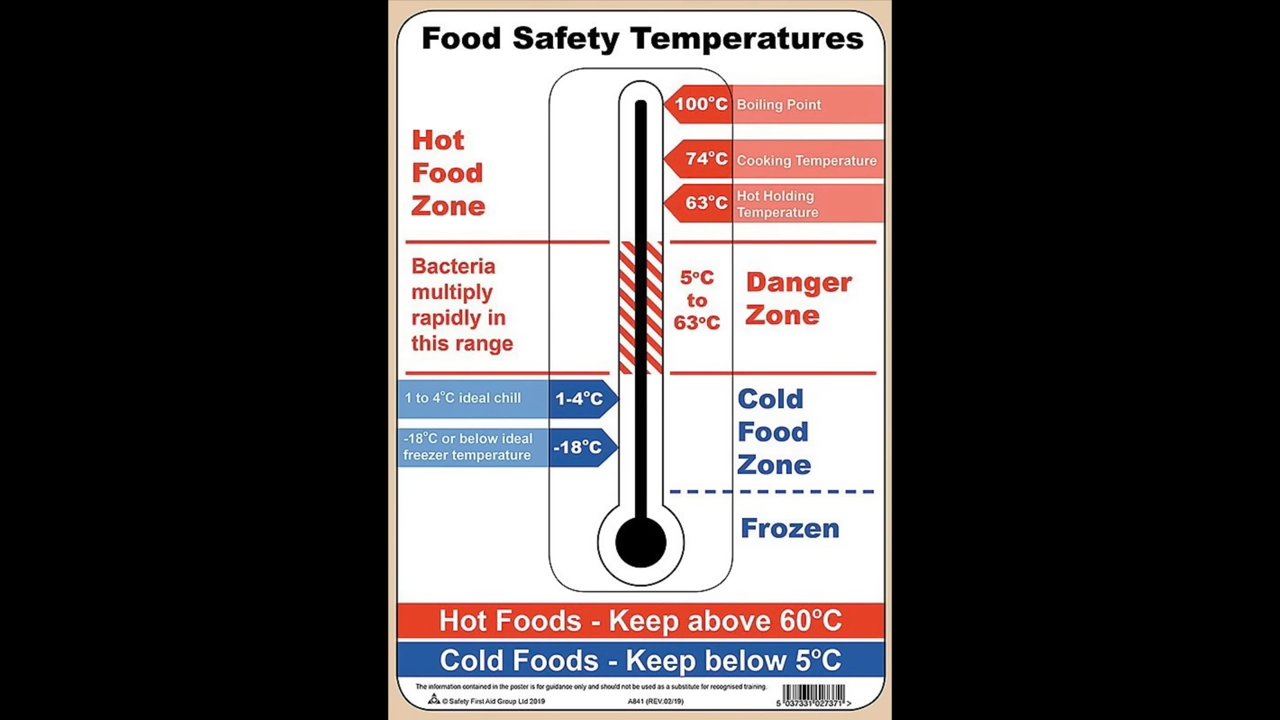 Food Safety Temperatures
Hot
Food
Zone
100°C Boiling Point
74°C Cooking Temperature
63°C Hot Holding
Temperature
Bacteria
multiply
rapidly in
this range
5°C
to
63°C
Danger
Zone
1 to 4°C ideal chill 1-4°C
-18°C or below ideal
freezer temperature
-18°C
Cold
Food
Zone
Frozen
Hot Foods - Keep above 60°C
Cold Foods - Keep below 5°C
The information contained in the poster is for guidance only and should not be used as a substitute for recognised training.
© Safety First Aid Group Ltd 2019
A841 (REV.02/19)
5 037331 027371 >